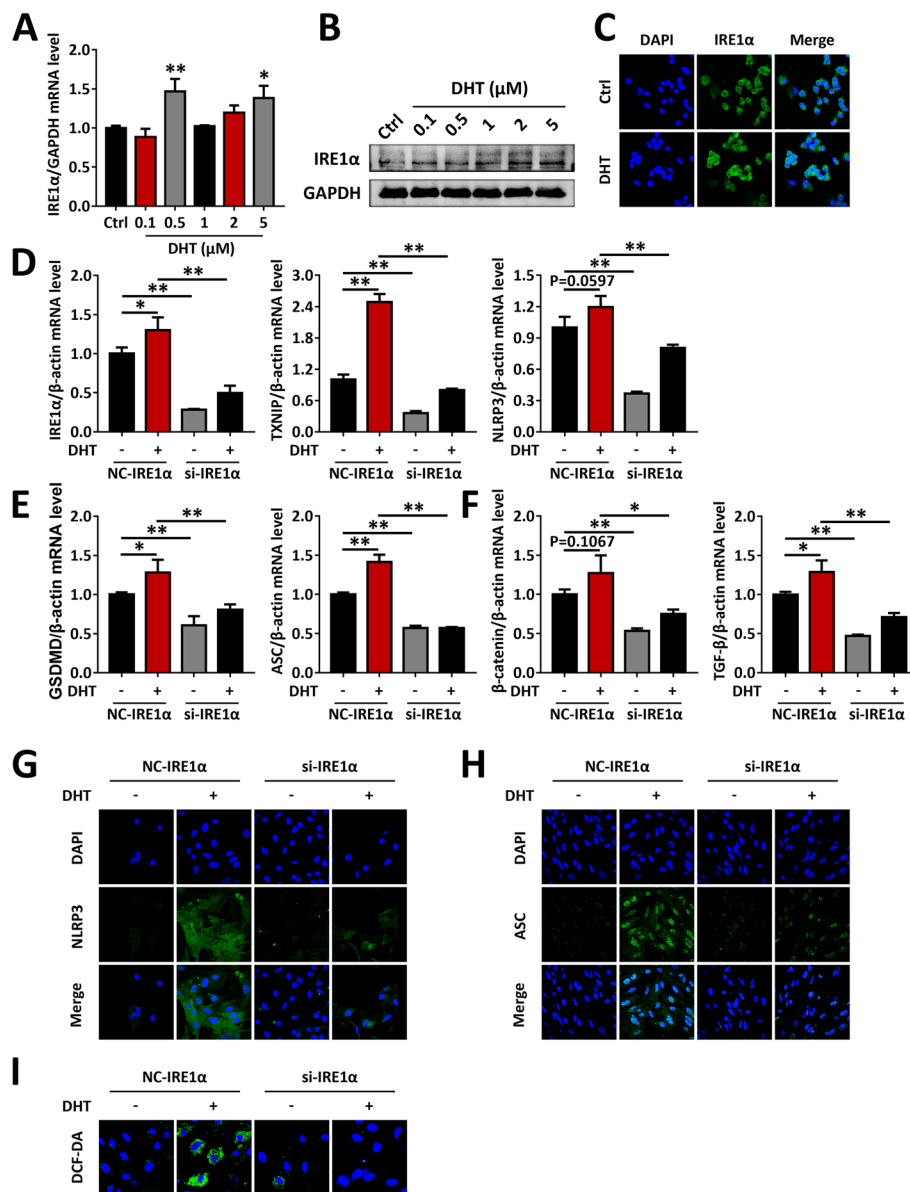 A
IRE1α/GAPDH mRNA level
2.0
1.5
1.0
0.5
0.0
**
*
Ctrl 0.1 0.5 1 2 5
DHT (μM)
B
DHT (μM)
Ctrl 0.1 0.5 1 2 5
IRE1α
GAPDH
C
DAPI IRE1α Merge
Ctrl
DHT
D
IRE1α/β-actin mRNA level
2.0
1.5
1.0
0.5
0.0
**
**
*
DHT - + - +
NC-IRE1α si-IRE1α
TXNIP/β-actin mRNA level
3.0
2.4
1.8
1.2
0.6
0.0
**
**
**
DHT - + - +
NC-IRE1α si-IRE1α
NLRP3/β-actin mRNA level
1.5
1.2
0.9
0.6
0.3
0.0
**
**
P=0.0597
DHT - + - +
NC-IRE1α si-IRE1α
E
GSDMD/β-actin mRNA level
2.0
1.5
1.0
0.5
0.0
**
**
*
DHT - + - +
NC-IRE1α si-IRE1α
ASC/β-actin mRNA level
2.0
1.5
1.0
0.5
0.0
**
**
**
DHT - + - +
NC-IRE1α si-IRE1α
F
β-catenin/β-actin mRNA level
2.0
1.5
1.0
0.5
0.0
*
**
P=0.1067
DHT - + - +
NC-IRE1α si-IRE1α
TGF-β/β-actin mRNA level
2.0
1.5
1.0
0.5
0.0
**
**
*
DHT - + - +
NC-IRE1α si-IRE1α
G
NC-IRE1α si-IRE1α
DHT - + - +
DAPI
NLRP3
Merge
H
NC-IRE1α si-IRE1α
DHT - + - +
DAPI
ASC
Merge
I
NC-IRE1α si-IRE1α
DHT - + - +
DCF-DA